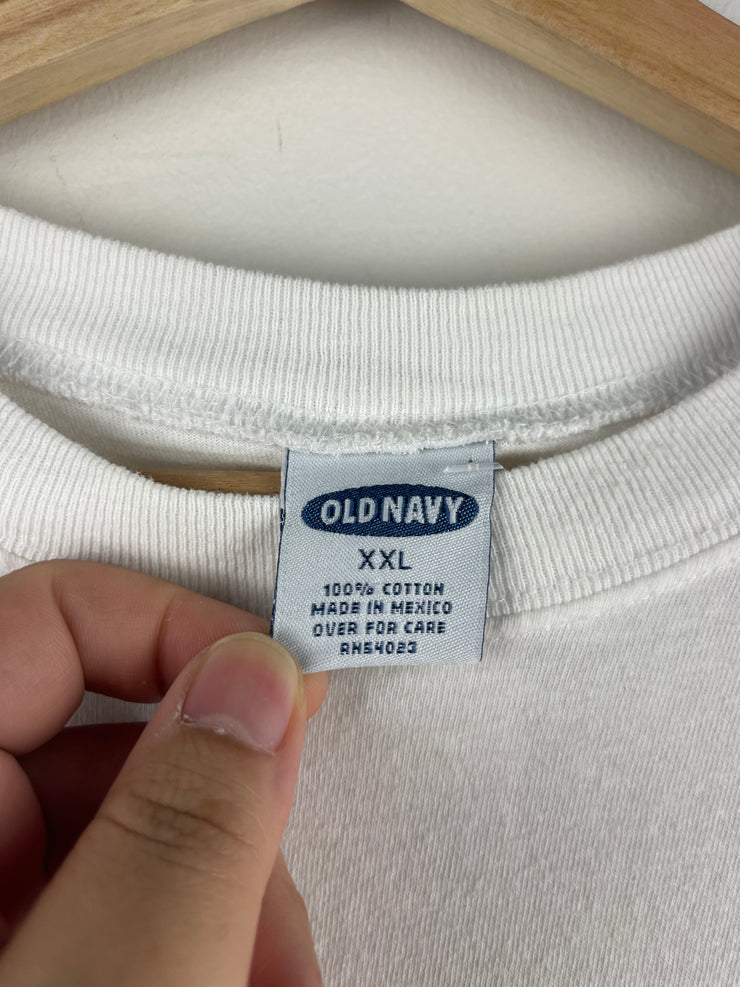 OLD NAVY
XXL
100% COTTON
MADE IN MEXICO
OVER FOR CARE
RN54023